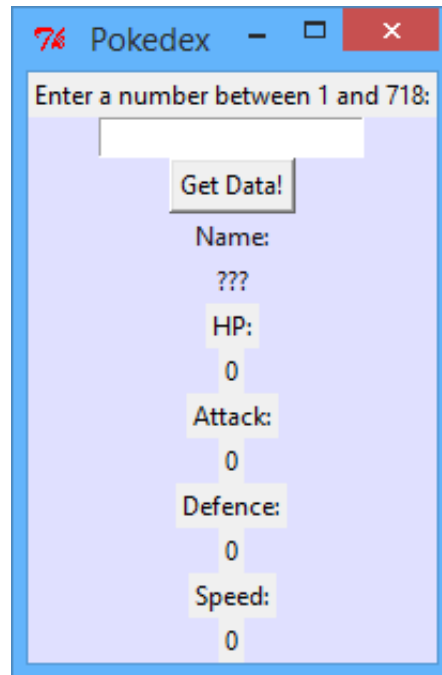 Pokedex
Enter a number between 1 and 718:
Get Data!
Name:
???
HP:
0
Attack:
0
Defence:
0
Speed:
0